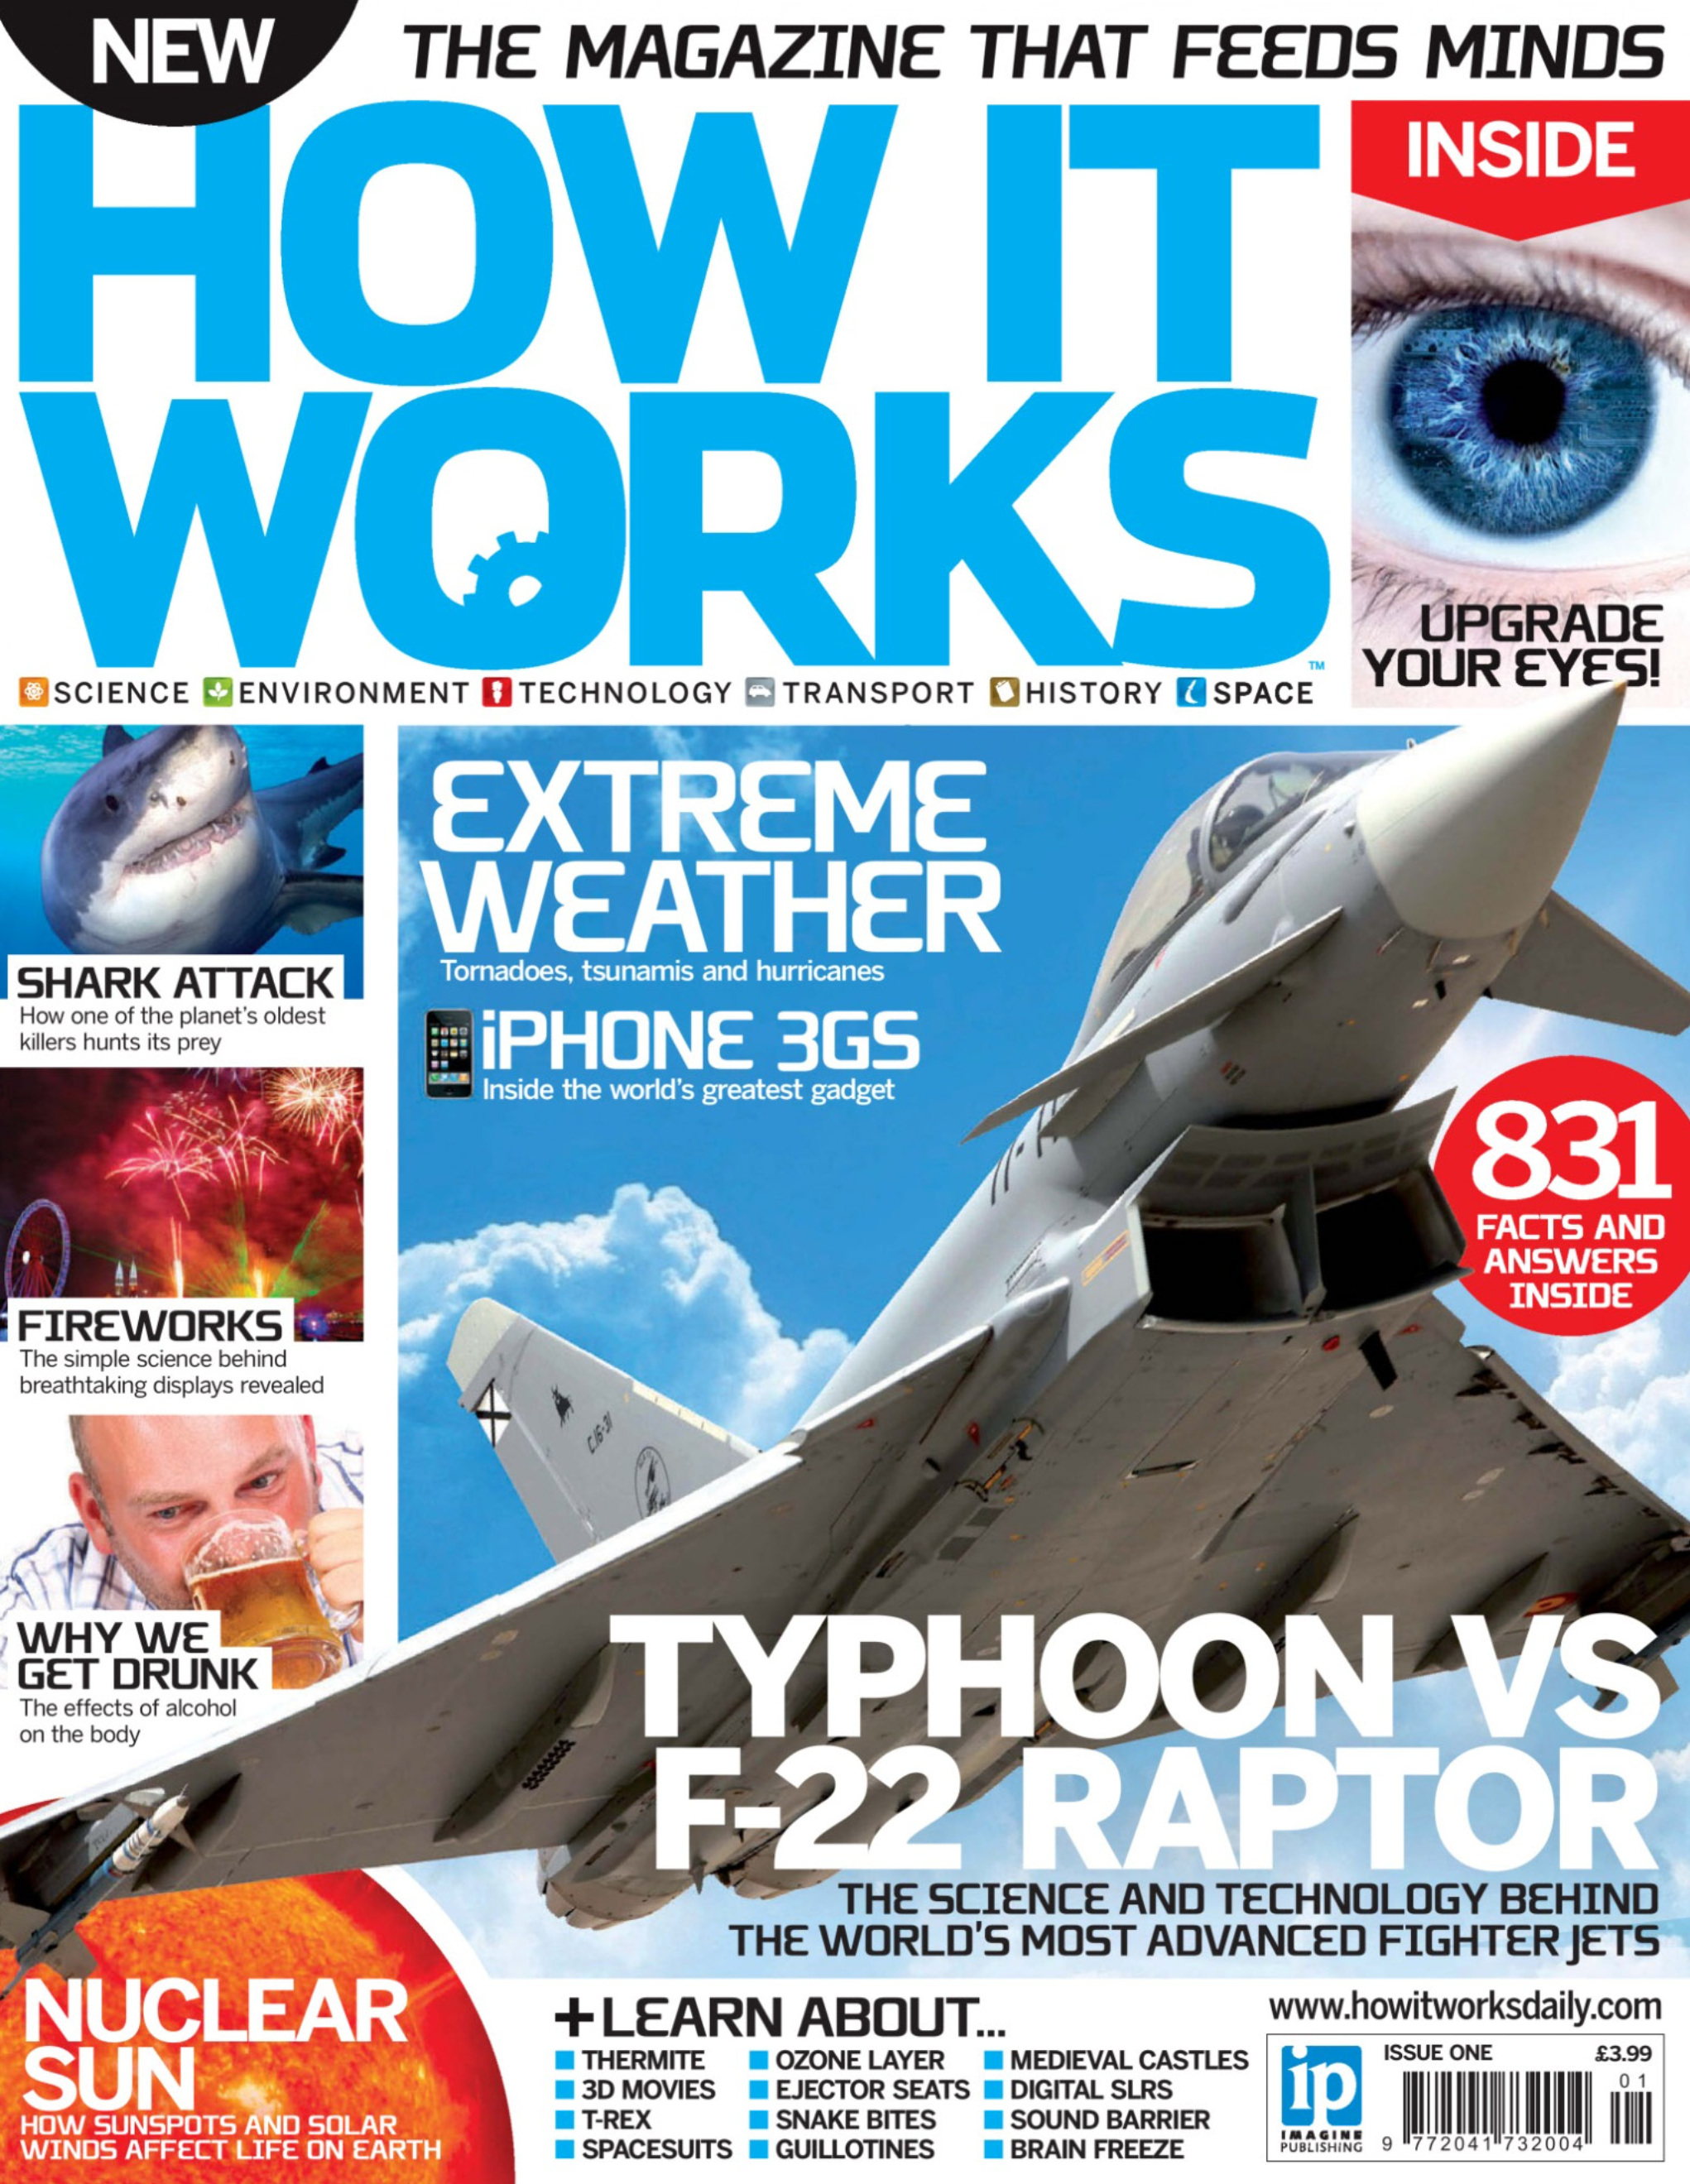 NEW
THE MAGAZINE THAT FEEDS MINDS
HOW IT
WORKS™
INSIDE
UPGRADE
YOUR EYES!
SCIENCE ENVIRONMENT TECHNOLOGY TRANSPORT HISTORY SPACE
SHARK ATTACK
How one of the planet's oldest
killers hunts its prey
FIREWORKS
The simple science behind
breathtaking displays revealed
WHY WE
GET DRUNK
The effects of alcohol
on the body
EXTREME
WEATHER
Tornadoes, tsunamis and hurricanes
iPHONE 3GS
Inside the world's greatest gadget
831
FACTS AND
ANSWERS
INSIDE
C.16-31
TYPHOON VS
F-22 RAPTOR
THE SCIENCE AND TECHNOLOGY BEHIND
THE WORLD'S MOST ADVANCED FIGHTER JETS
NUCLEAR
SUN
HOW SUNSPOTS AND SOLAR
WINDS AFFECT LIFE ON EARTH
+LEARN ABOUT...
THERMITE
3D MOVIES
T-REX
SPACESUITS
OZONE LAYER
EJECTOR SEATS
SNAKE BITES
GUILLOTINES
MEDIEVAL CASTLES
DIGITAL SLRS
SOUND BARRIER
BRAIN FREEZE
www.howitworksdaily.com
ip
IMAGINE
PUBLISHING
ISSUE ONE
£3.99
01
9 772041 732004